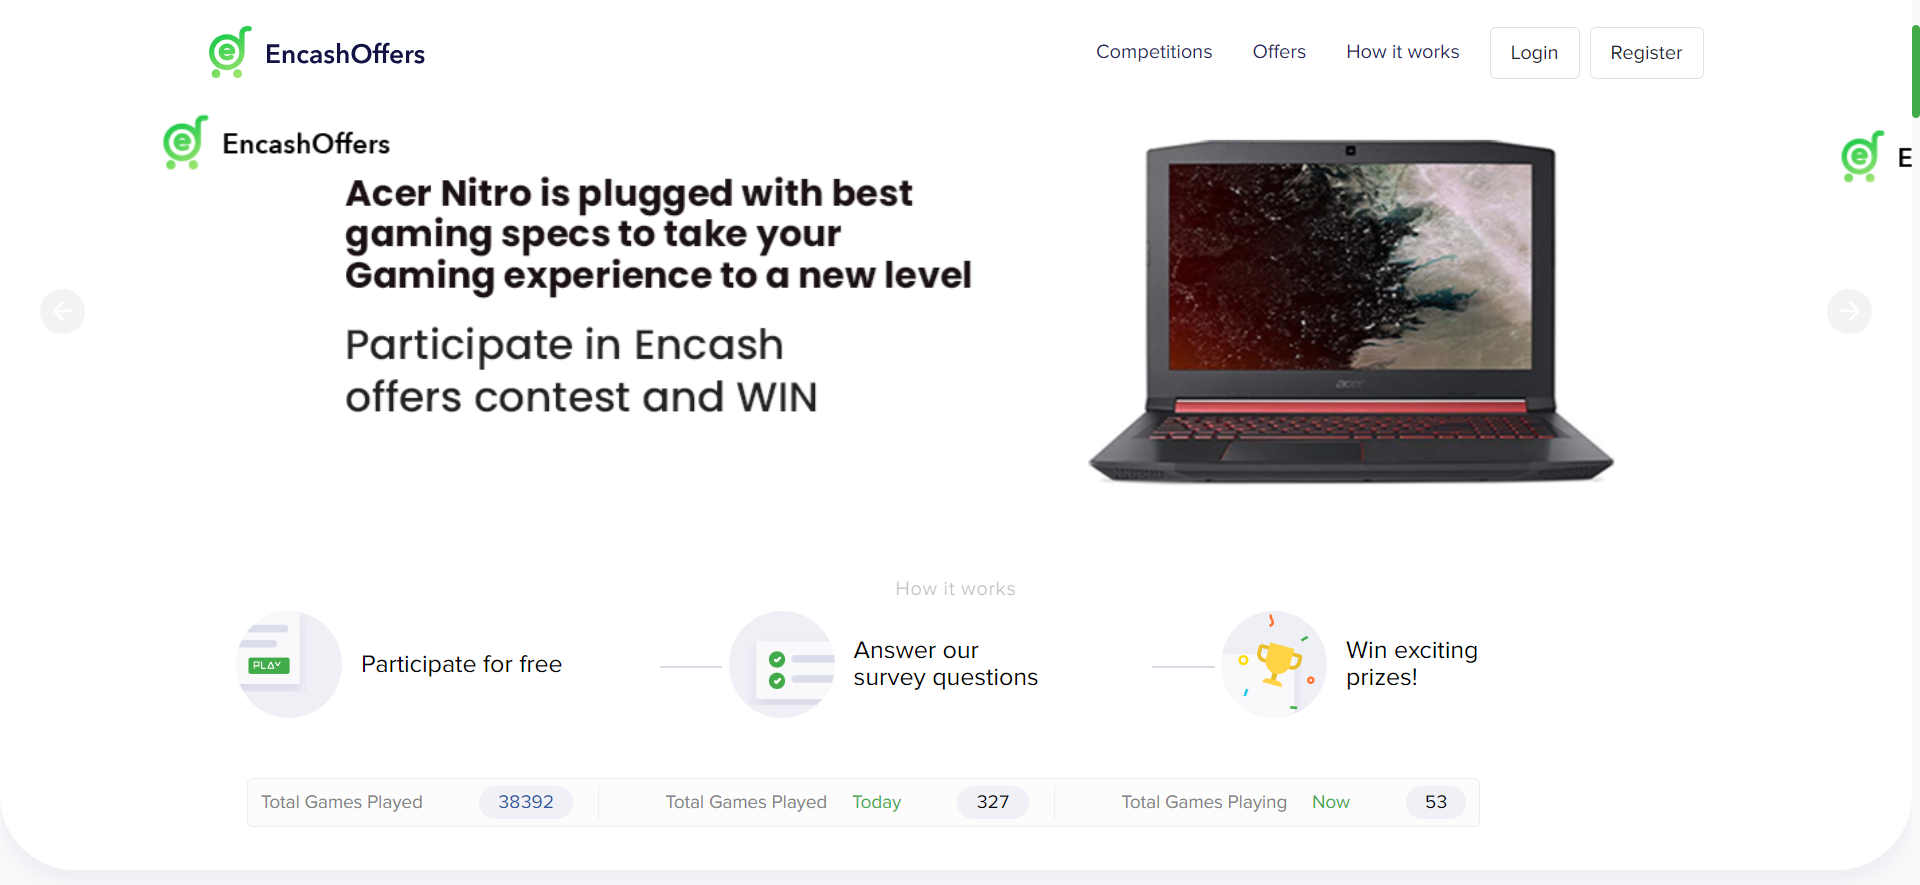 EncashOffers
Competitions
Offers
How it works
Login
Register
EncashOffers
E
Acer Nitro is plugged with best
gaming specs to take your
Gaming experience to a new level
Participate in Encash
offers contest and WIN
acer
How it works
PLAY
Participate for free
Answer our
survey questions
Win exciting
prizes!
Total Games Played 38392
Total Games Played Today 327
Total Games Playing Now 53